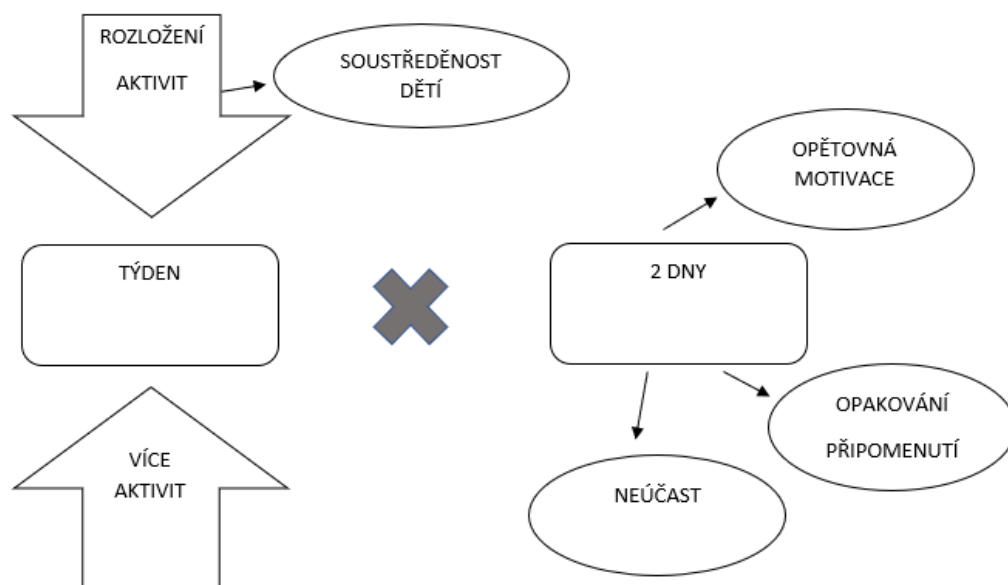 ROZLOŽENÍ
AKTIVIT
SOUSTŘEDĚNOST
DĚTÍ
OPĚTOVNÁ
MOTIVACE
TÝDEN
2 DNY
VÍCE
AKTIVIT
NEÚČAST
OPAKOVÁNÍ
PŘIPOMENUTÍ